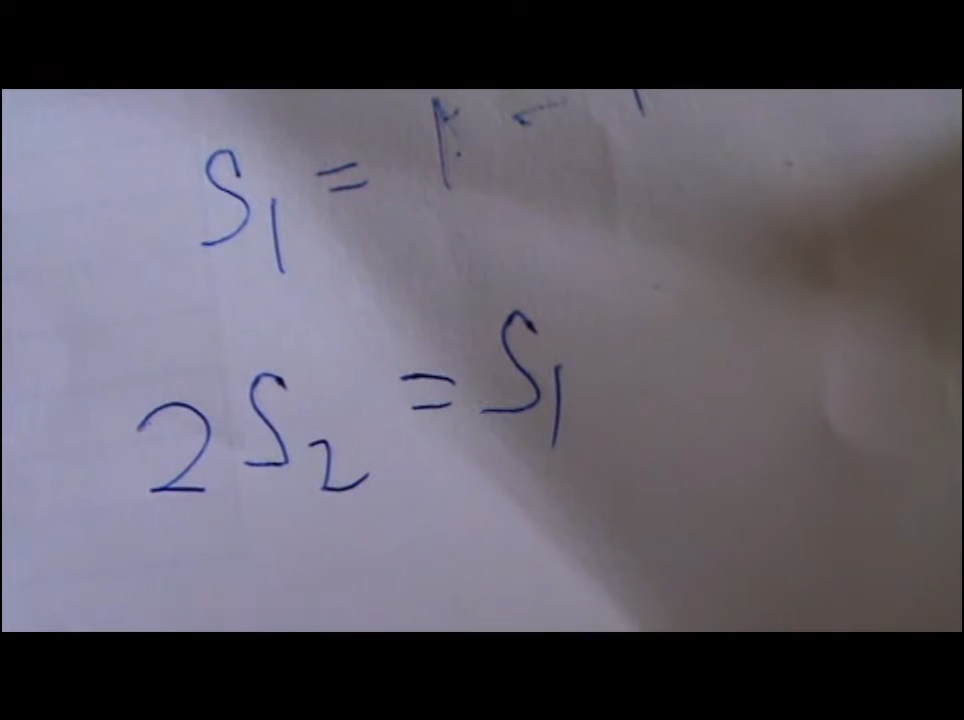 S₁ =
2S₂ = S₁